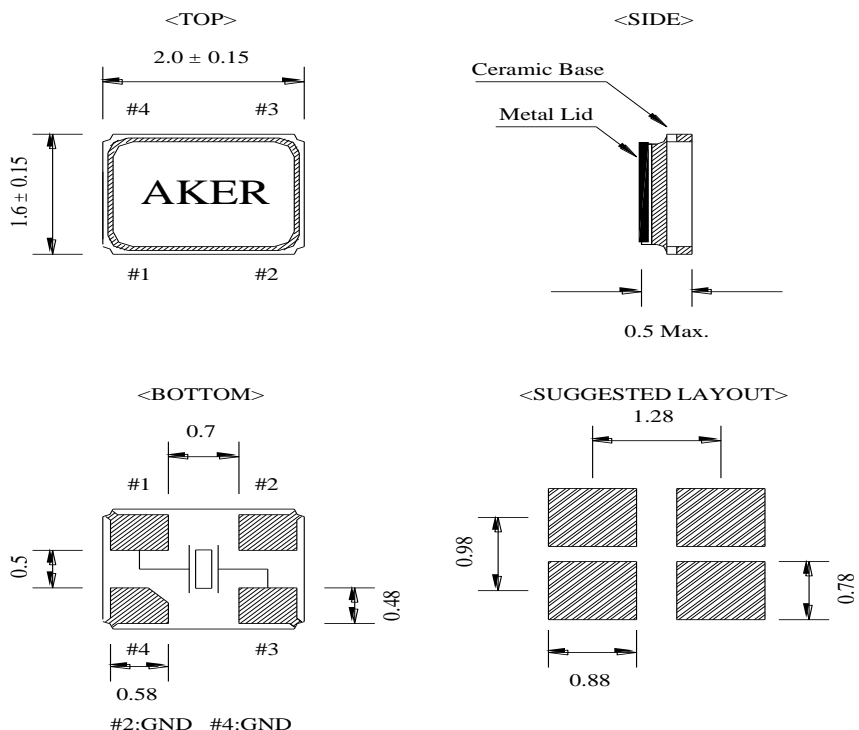 <TOP>
2.0 ± 0.15
#4 #3
1.6 ± 0.15
AKER
#1 #2
<SIDE>
Ceramic Base
Metal Lid
0.5 Max.
<BOTTOM>
0.7
#1 #2
0.5
0.48
#4 #3
0.58
#2:GND #4:GND
<SUGGESTED LAYOUT>
1.28
0.98
0.78
0.88